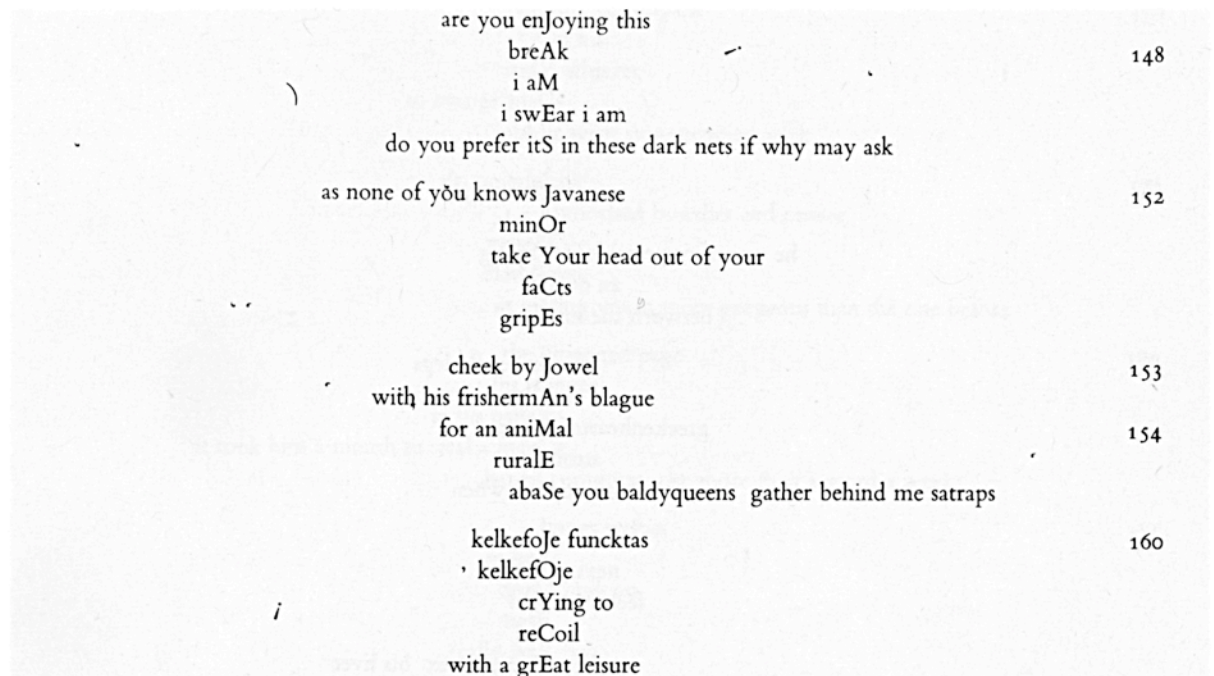 are you enJoying this
breAk 148
i aM
i swEar i am
do you prefer itS in these dark nets if why may ask
as none of you knows Javanese 152
minOr
take Your head out of your
faCts
gripEs
cheek by Jowel 153
with his frishermAn's blague
for an aniMal 154
ruralE
abaSe you baldyqueens gather behind me satraps
kelkefoJe funcktas 160
kelkefOje
crYing to
reCoil
with a grEat leisure